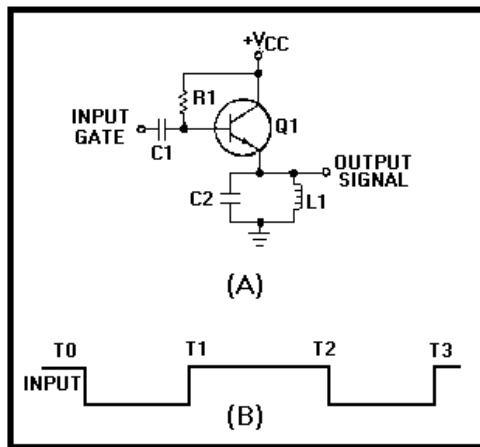 +VCC
R1
INPUT
GATE
C1
Q1
OUTPUT
SIGNAL
C2
L1
(A)
T0 T1 T2 T3
INPUT
(B)